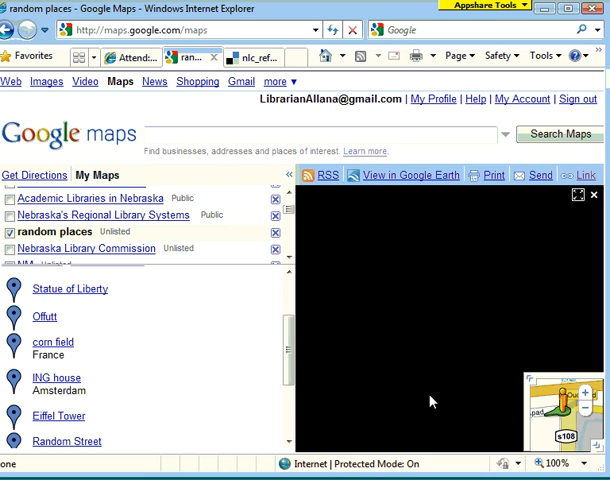 random places - Google Maps - Windows Internet Explorer
Appshare Tools
http://maps.google.com/maps
Google
Favorites
Attend:...
ran...
nlc_ref...
Page
Safety
Tools
Web Images Video Maps News Shopping Gmail more ▼
LibrarianAllana@gmail.com | My Profile | Help | My Account | Sign out
Google maps
Search Maps
Find businesses, addresses and places of interest. Learn more.
Get Directions My Maps «
RSS View in Google Earth Print Send Link
Academic Libraries in Nebraska Public
Nebraska's Regional Library Systems Public
random places Unlisted
Nebraska Library Commission Unlisted
Statue of Liberty
Offutt
corn field
France
ING house
Amsterdam
Eiffel Tower
Random Street
s108
one
Internet | Protected Mode: On
100%